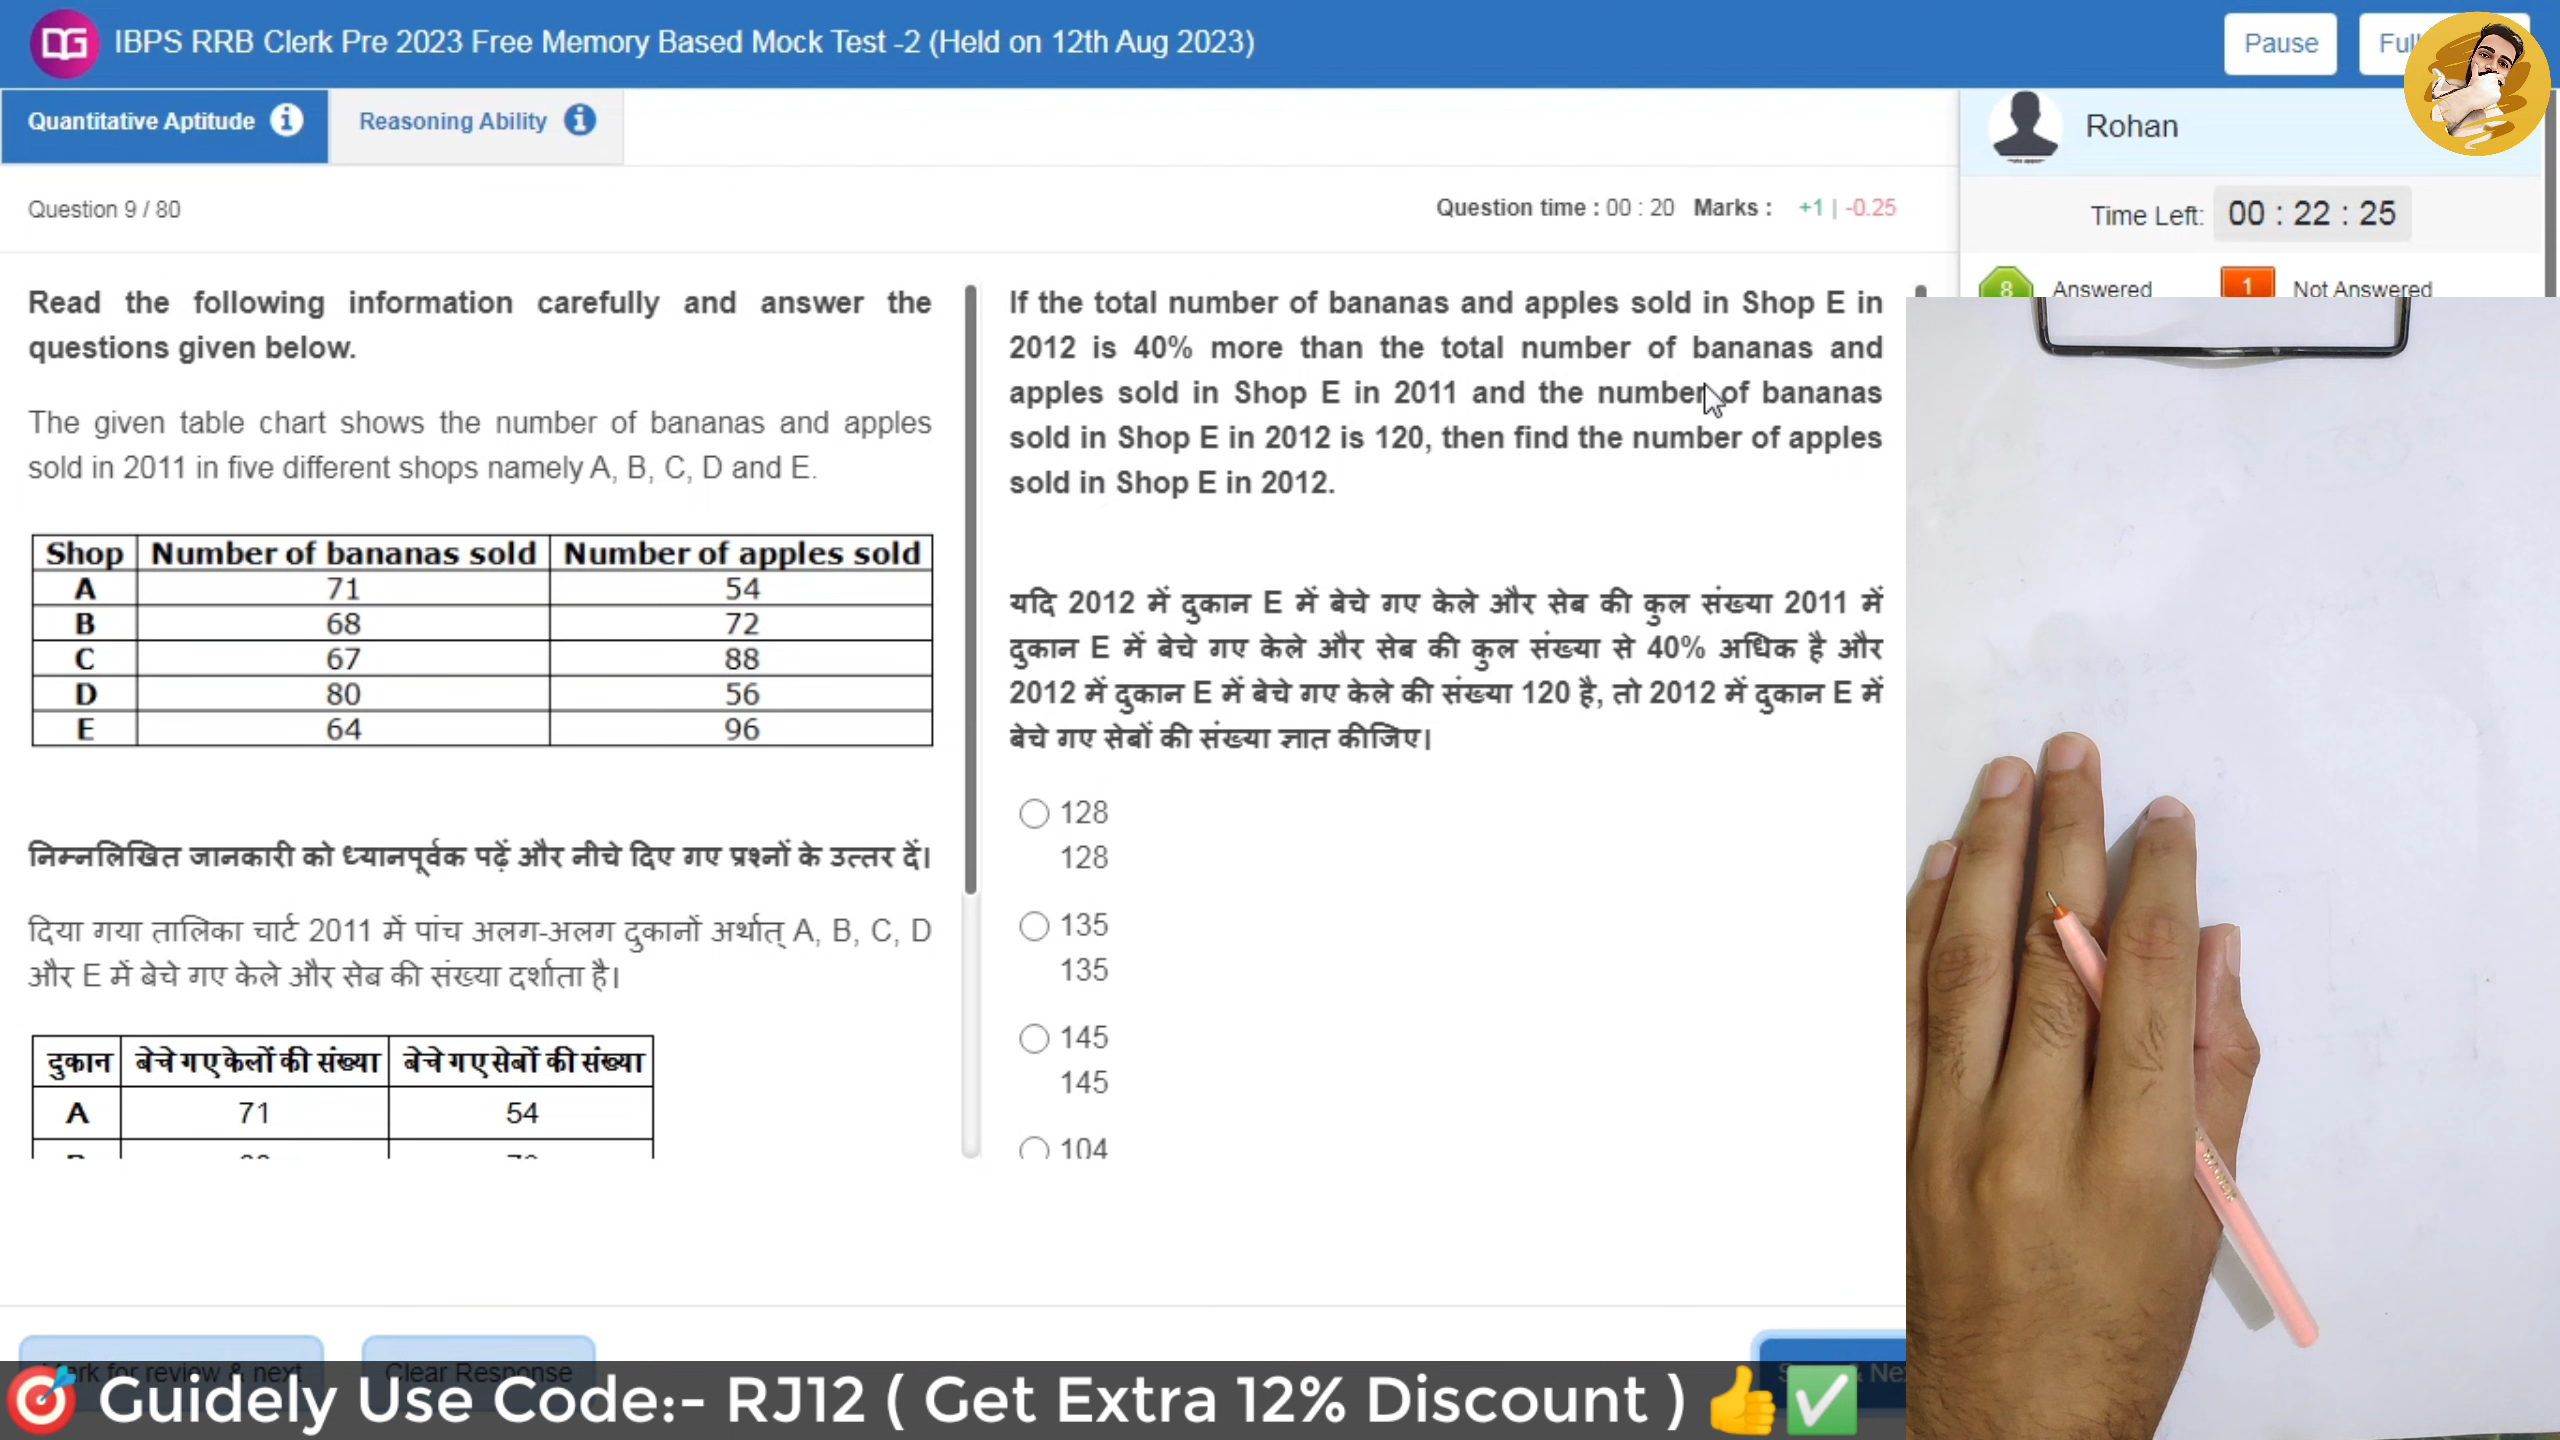 DG IBPS RRB Clerk Pre 2023 Free Memory Based Mock Test -2 (Held on 12th Aug 2023)
Pause
Quantitative Aptitude
Reasoning Ability
Rohan
Question 9 / 80
Question time : 00 : 20 Marks : +1 | -0.25
Time Left: 00 : 22 : 25
8 Answered 1 Not Answered
Read the following information carefully and answer the
questions given below.
The given table chart shows the number of bananas and apples
sold in 2011 in five different shops namely A, B, C, D and E.
Shop Number of bananas sold Number of apples sold
A 71 54
B 68 72
C 67 88
D 80 56
E 64 96
निम्नलिखित जानकारी को ध्यानपूर्वक पढ़ें और नीचे दिए गए प्रश्नों के उत्तर दें।
दिया गया तालिका चार्ट 2011 में पांच अलग-अलग दुकानों अर्थात् A, B, C, D
और E में बेचे गए केले और सेब की संख्या दर्शाता है।
दुकान बेचे गए केलों की संख्या बेचे गए सेबों की संख्या
A 71 54
If the total number of bananas and apples sold in Shop E in
2012 is 40% more than the total number of bananas and
apples sold in Shop E in 2011 and the number of bananas
sold in Shop E in 2012 is 120, then find the number of apples
sold in Shop E in 2012.
यदि 2012 में दुकान E में बेचे गए केले और सेब की कुल संख्या 2011 में
दुकान E में बेचे गए केले और सेब की कुल संख्या से 40% अधिक है और
2012 में दुकान E में बेचे गए केले की संख्या 120 है, तो 2012 में दुकान E में
बेचे गए सेबों की संख्या ज्ञात कीजिए।
128
128
135
135
145
145
104
Mark for review & next
Clear Response
Guidely Use Code:- RJ12 ( Get Extra 12% Discount )